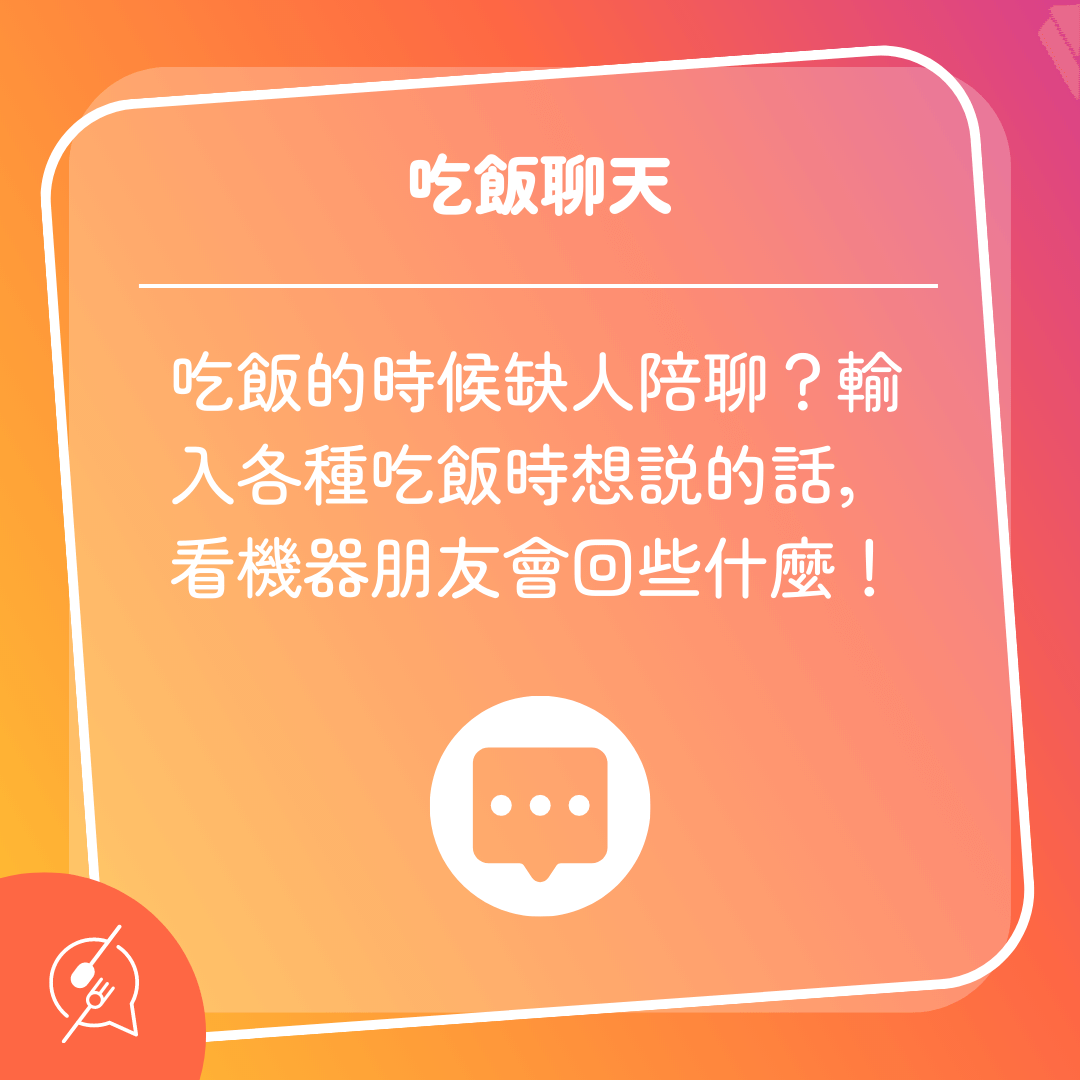 吃飯聊天
吃飯的時候缺人陪聊？輸
入各種吃飯時想説的話，
看機器朋友會回些什麼！